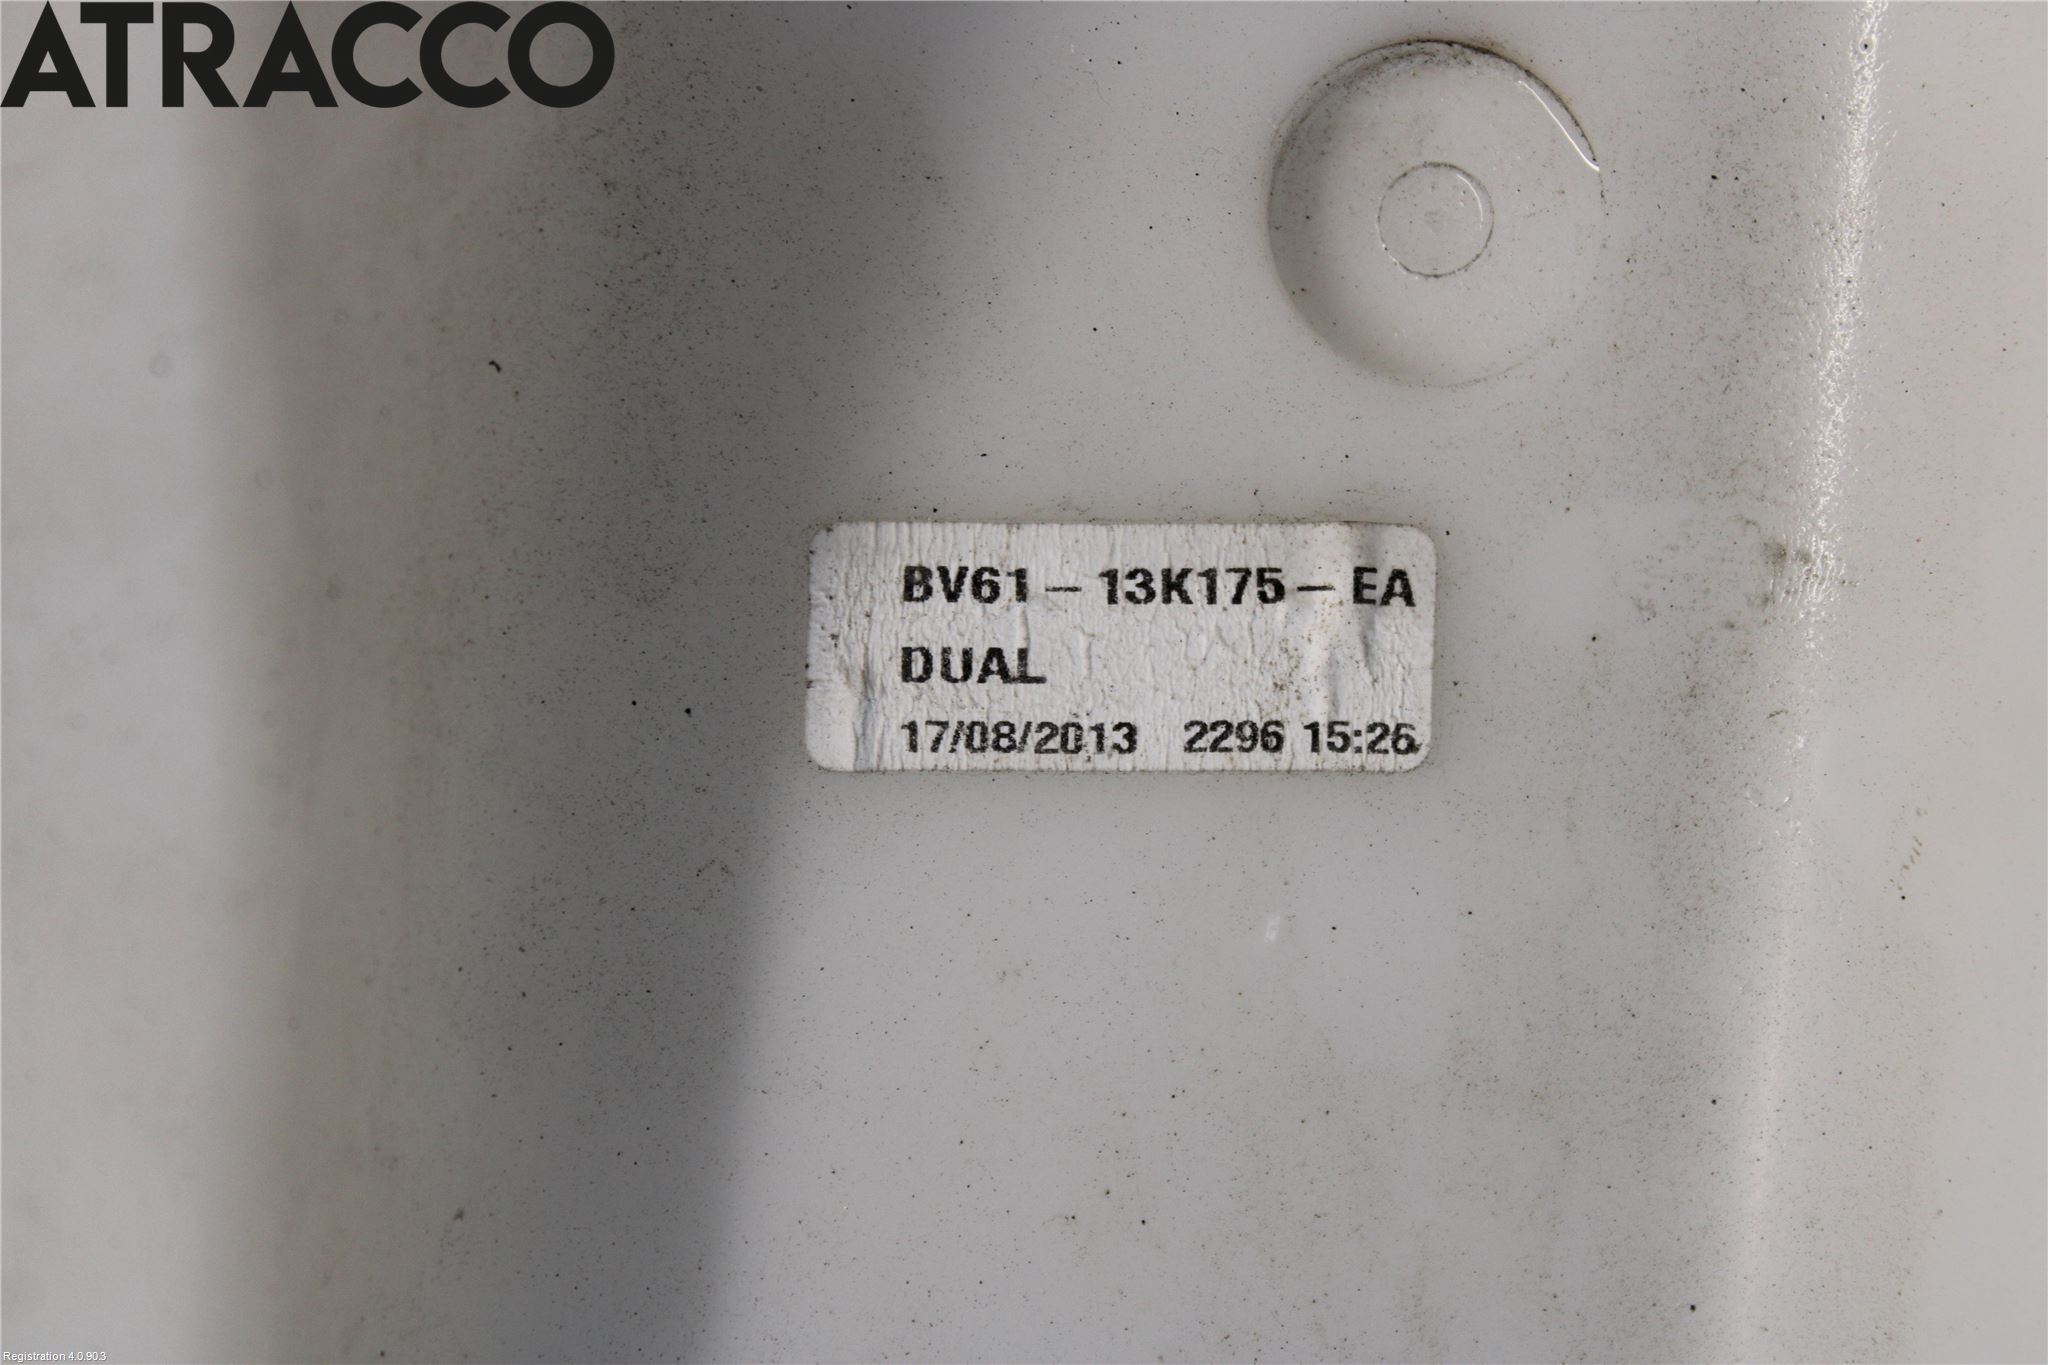 ATRACCO
BV61-13K175-EA
DUAL
17/08/2013 2296 15:26
Registration 4.0.90.3